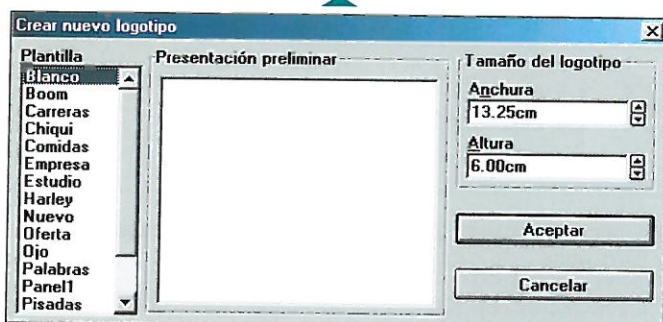 Crear nuevo logotipo
Plantilla
Blanco
Boom
Carreras
Chiqui
Comidas
Empresa
Estudio
Harley
Nuevo
Oferta
Ojo
Palabras
Panel1
Pisadas
Presentación preliminar
Tamaño del logotipo
Anchura
13.25cm
Altura
6.00cm
Aceptar
Cancelar